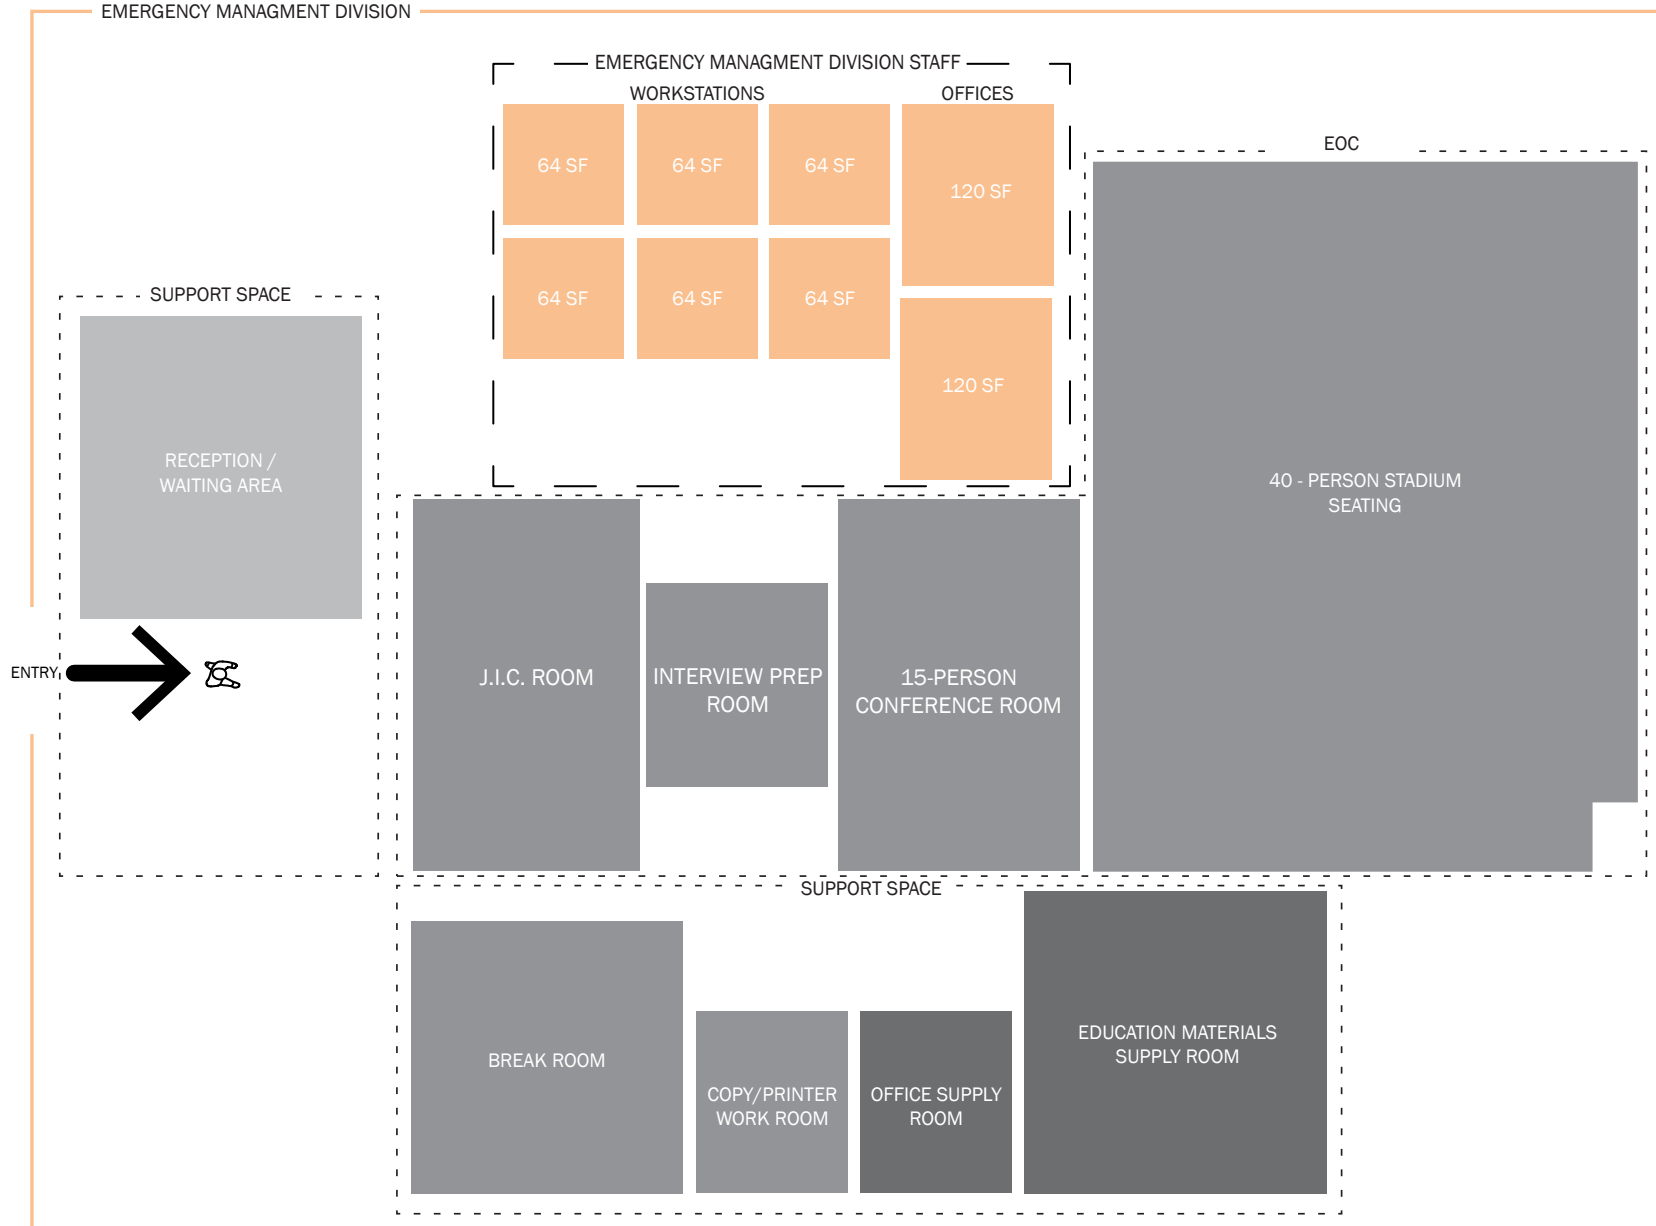 EMERGENCY MANAGMENT DIVISION
EMERGENCY MANAGMENT DIVISION STAFF
WORKSTATIONS
OFFICES
64 SF
64 SF
64 SF
120 SF
64 SF
64 SF
64 SF
120 SF
EOC
40 - PERSON STADIUM
SEATING
SUPPORT SPACE
RECEPTION /
WAITING AREA
ENTRY
J.I.C. ROOM
INTERVIEW PREP
ROOM
15-PERSON
CONFERENCE ROOM
SUPPORT SPACE
BREAK ROOM
COPY/PRINTER
WORK ROOM
OFFICE SUPPLY
ROOM
EDUCATION MATERIALS
SUPPLY ROOM